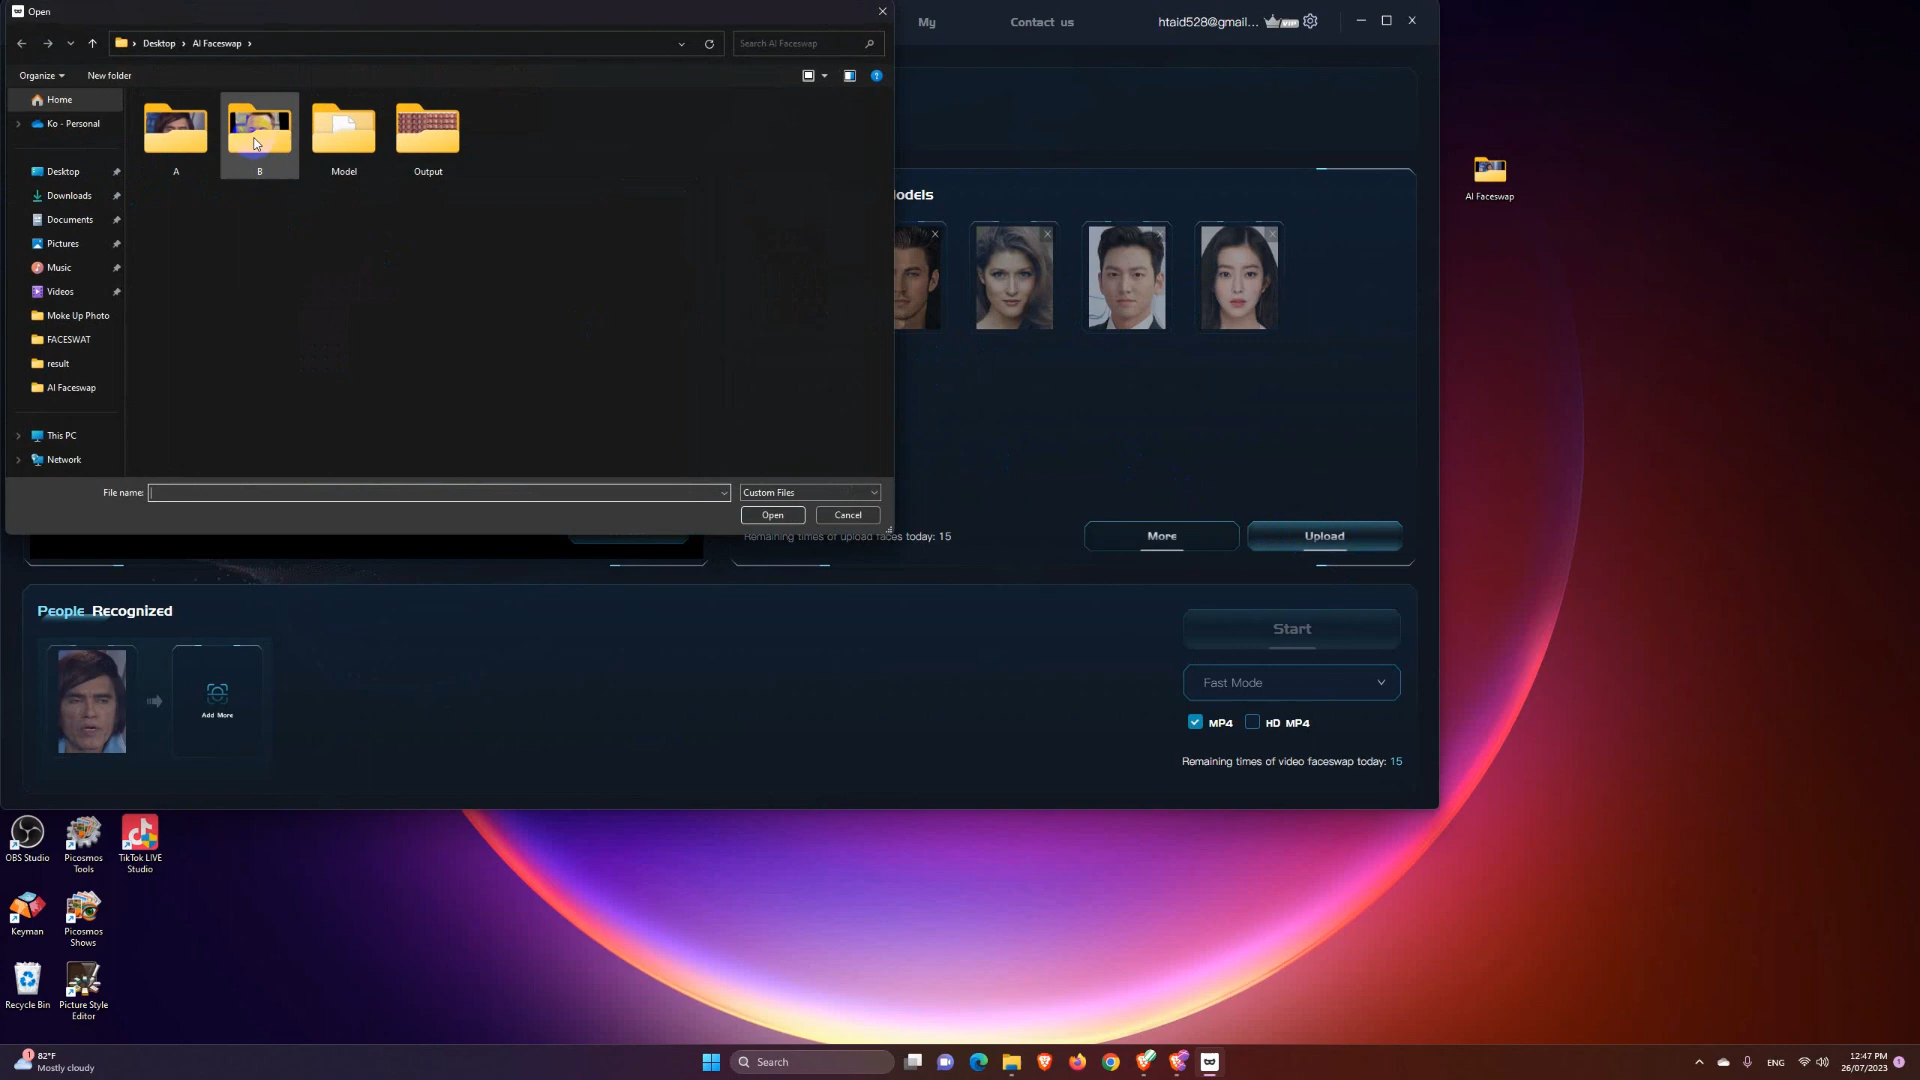 Open
My
Contact us
htaid528@gmail...
Desktop
AI Faceswap
Search AI Faceswap
Organize
New folder
Home
Ko - Personal
Desktop
Downloads
Documents
Pictures
Music
Videos
Moke Up Photo
FACESWAT
result
AI Faceswap
This PC
Network
A
B
Model
Output
File name:
Custom Files
Open
Cancel
AI Faceswap
Remaining times of upload faces today: 15
More
Upload
People Recognized
Add More
Start
Fast Mode
MP4
HD MP4
Remaining times of video faceswap today: 15
OBS Studio
Picosmos Tools
TikTok LIVE Studio
Keyman
Picosmos Shows
Recycle Bin
Picture Style Editor
1
82°F
Mostly cloudy
Search
ENG
12:47 PM
26/07/2023
1